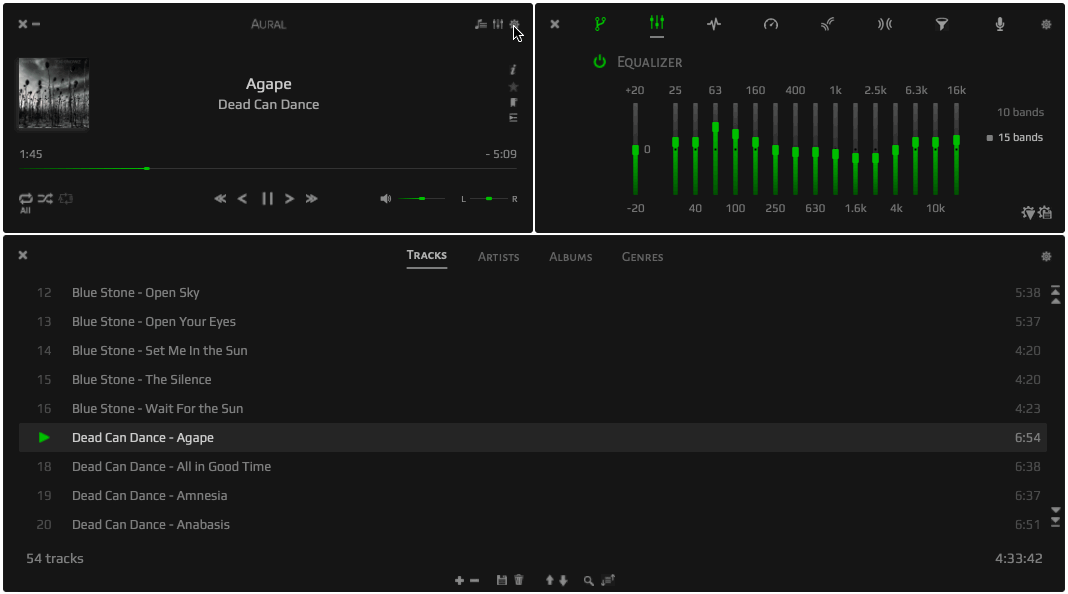 AURAL
Agape
Dead Can Dance
1:45
- 5:09
All
L
R
EQUALIZER
+20 25 63 160 400 1k 2.5k 6.3k 16k
0
-20 40 100 250 630 1.6k 4k 10k
10 bands
15 bands
TRACKS ARTISTS ALBUMS GENRES
12 Blue Stone - Open Sky 5:38
13 Blue Stone - Open Your Eyes 5:37
14 Blue Stone - Set Me In the Sun 4:20
15 Blue Stone - The Silence 4:20
16 Blue Stone - Wait For the Sun 4:23
Dead Can Dance - Agape 6:54
18 Dead Can Dance - All in Good Time 6:38
19 Dead Can Dance - Amnesia 6:37
20 Dead Can Dance - Anabasis 6:51
54 tracks 4:33:42